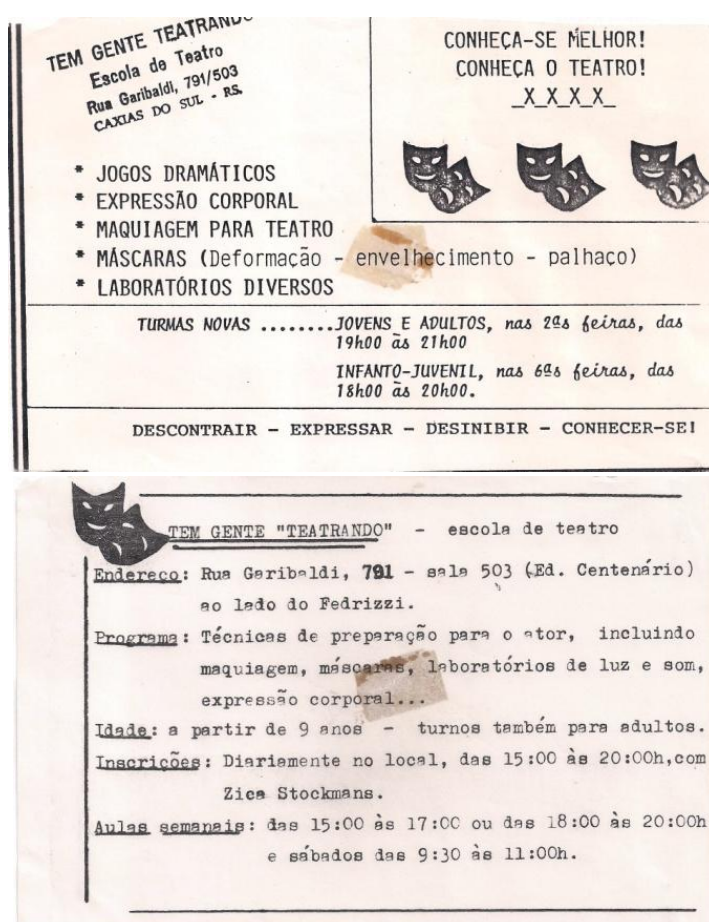 TEM GENTE TEATRANDO
Escola de Teatro
Rua Garibaldi, 791/503
CAXIAS DO SUL - RS.
CONHEÇA-SE MELHOR!
CONHEÇA O TEATRO!
_X_X_X_X_
* JOGOS DRAMÁTICOS
* EXPRESSÃO CORPORAL
* MAQUIAGEM PARA TEATRO
* MÁSCARAS (Deformação - envelhecimento - palhaço)
* LABORATÓRIOS DIVERSOS
TURMAS NOVAS ........JOVENS E ADULTOS, nas 2ªs feiras, das
19h00 às 21h00
INFANTO-JUVENIL, nas 6ªs feiras, das
18h00 às 20h00.
DESCONTRAIR - EXPRESSAR - DESINIBIR - CONHECER-SE!
TEM GENTE "TEATRANDO" - escola de teatro
Endereço: Rua Garibaldi, 791 - sala 503 (Ed. Centenário)
ao lado do Fedrizzi.
Programa: Técnicas de preparação para o ator, incluindo
maquiagem, máscaras, laboratórios de luz e som,
expressão corporal...
Idade: a partir de 9 anos - turnos também para adultos.
Inscrições: Diariamente no local, das 15:00 às 20:00h,com
Zica Stockmans.
Aulas semanais: das 15:00 às 17:00 ou das 18:00 às 20:00h
e sábados das 9:30 às 11:00h.